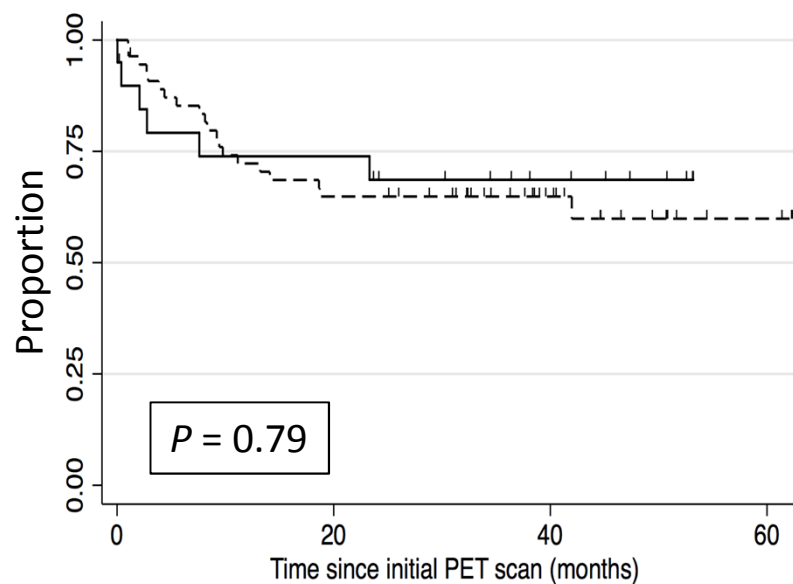 Proportion
1.00
0.75
0.50
0.25
0.00
P = 0.79
0 20 40 60
Time since initial PET scan (months)